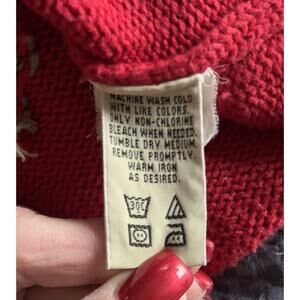 MACHINE WASH COLD
WITH LIKE COLORS.
ONLY NON-CHLORINE
BLEACH WHEN NEEDED.
TUMBLE DRY MEDIUM.
REMOVE PROMPTLY.
WARM IRON
AS DESIRED.
30C